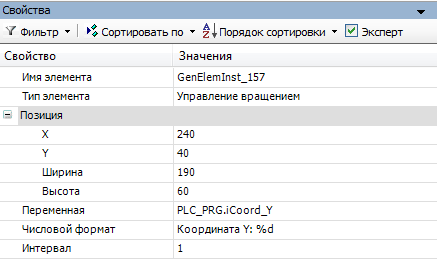 Свойства
Фильтр Сортировать по Порядок сортировки Эксперт
Свойство Значения
Имя элемента GenElemInst_157
Тип элемента Управление вращением
Позиция
X 240
Y 40
Ширина 190
Высота 60
Переменная PLC_PRG.iCoord_Y
Числовой формат Координата Y: %d
Интервал 1